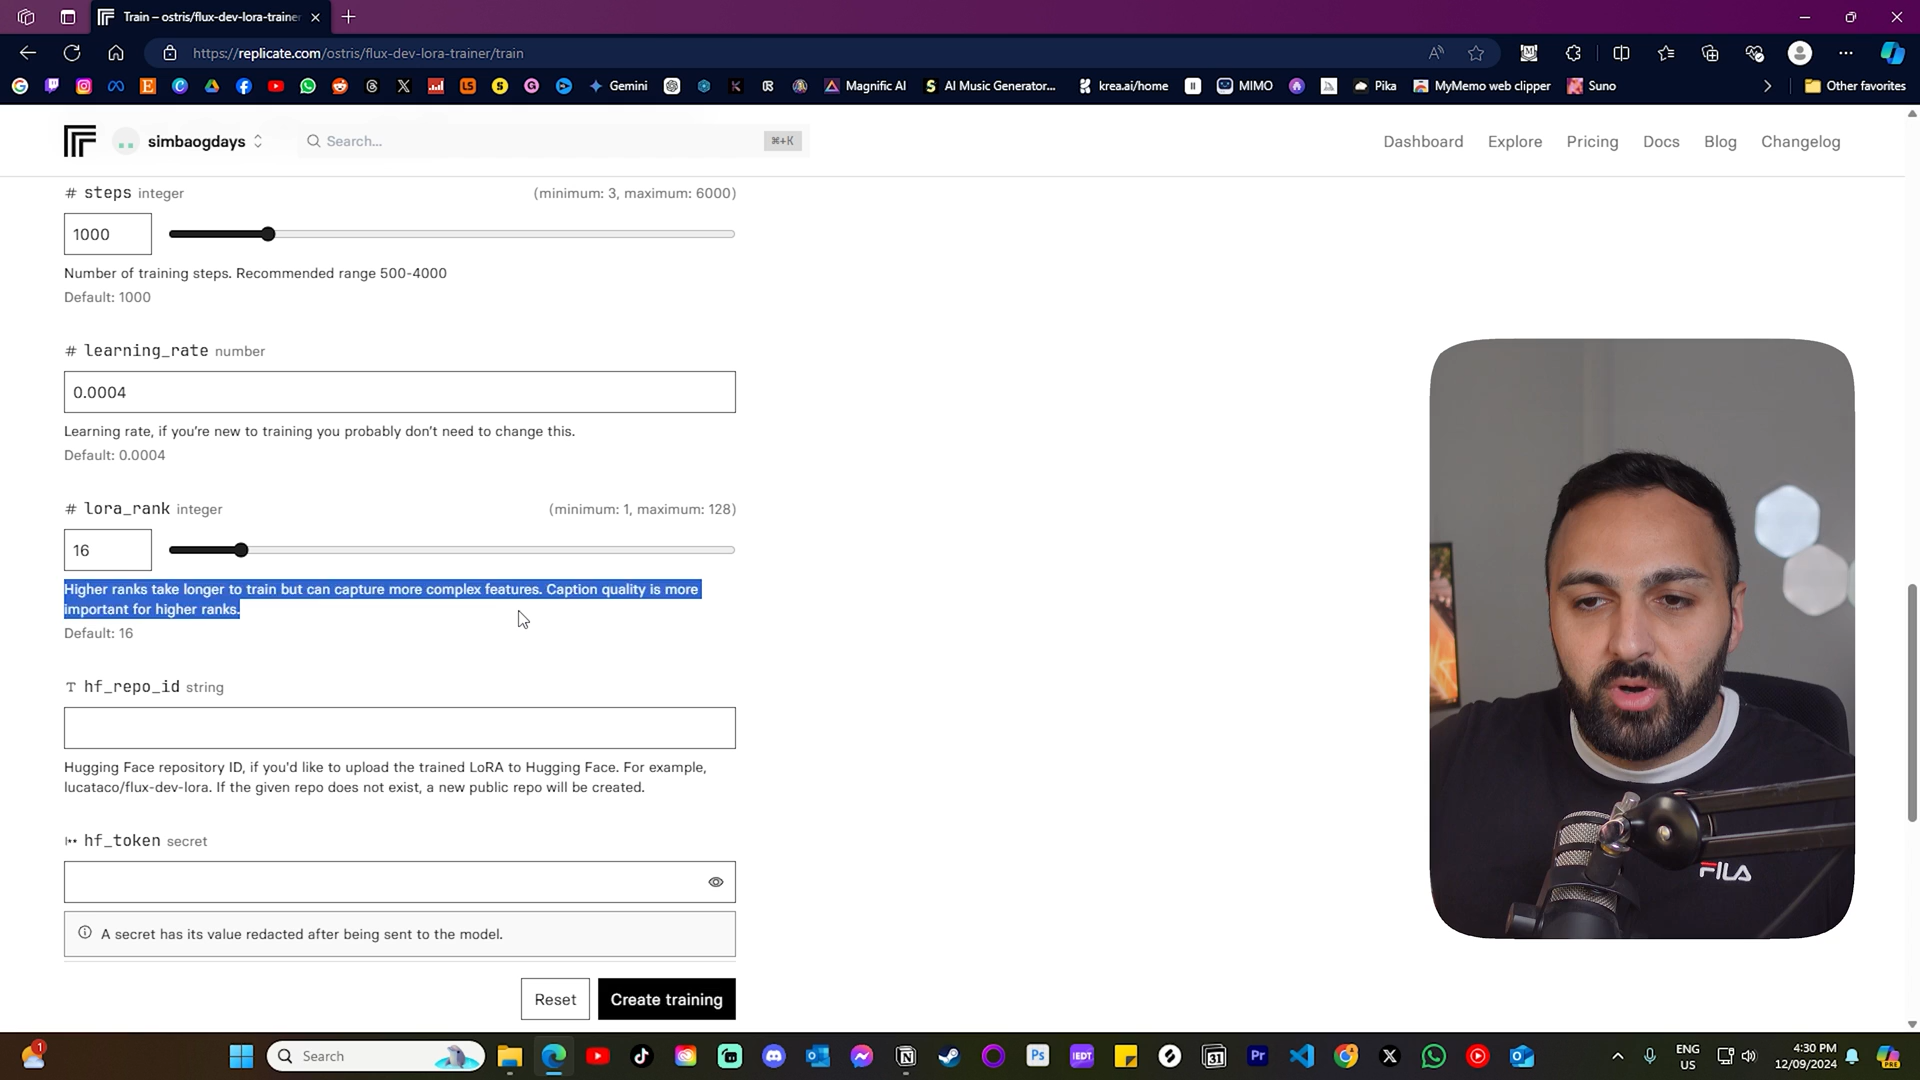 Train – ostris/flux-dev-lora-trainer
https://replicate.com/ostris/flux-dev-lora-trainer/train
Gemini
Magnific AI
AI Music Generator...
krea.ai/home
MIMO
Pika
MyMemo web clipper
Suno
Other favorites
simbaogdays
Search...
⌘+K
Dashboard
Explore
Pricing
Docs
Blog
Changelog
# steps integer (minimum: 3, maximum: 6000)
1000
Number of training steps. Recommended range 500-4000
Default: 1000
# learning_rate number
0.0004
Learning rate, if you're new to training you probably don't need to change this.
Default: 0.0004
# lora_rank integer (minimum: 1, maximum: 128)
16
Higher ranks take longer to train but can capture more complex features. Caption quality is more
important for higher ranks.
Default: 16
T hf_repo_id string
Hugging Face repository ID, if you'd like to upload the trained LoRA to Hugging Face. For example,
lucataco/flux-dev-lora. If the given repo does not exist, a new public repo will be created.
hf_token secret
A secret has its value redacted after being sent to the model.
Reset
Create training
FILA
Search
ENG
US
4:30 PM
12/09/2024